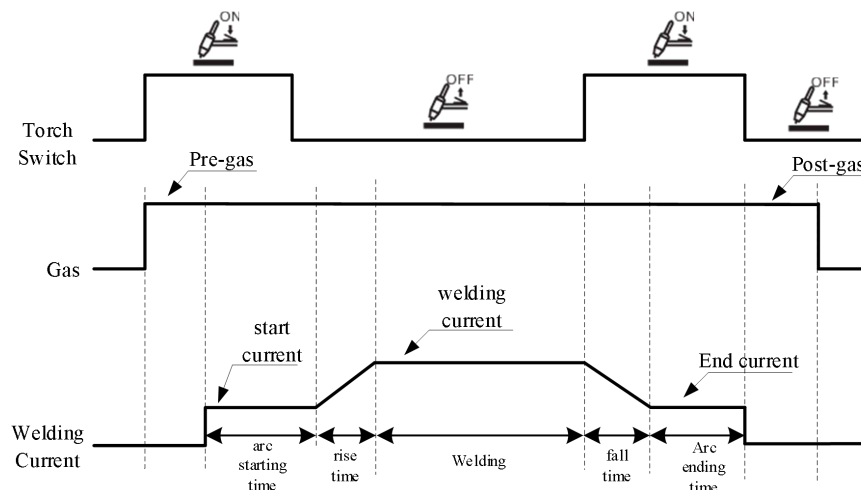 ON
ON
OFF
OFF
Torch
Switch
Pre-gas
Post-gas
Gas
welding
current
start
current
End current
Welding
Current
arc
starting
time
rise
time
Welding
fall
time
Arc
ending
time